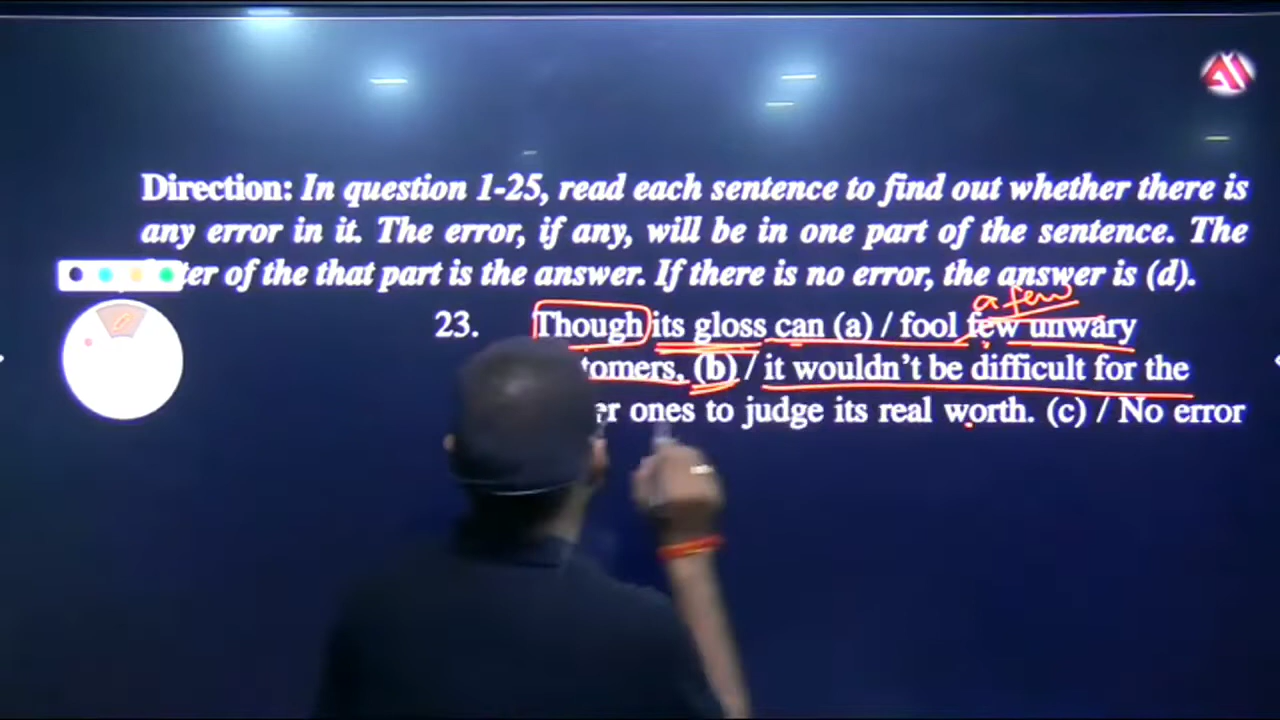 Direction: In question 1-25, read each sentence to find out whether there is
any error in it. The error, if any, will be in one part of the sentence. The
of the that part is the answer. If there is no error, the answer is (d).
a few
23. Though its gloss can (a) / fool few unwary
(b) / it wouldn't be difficult for the
ones to judge its real worth. (c) / No error